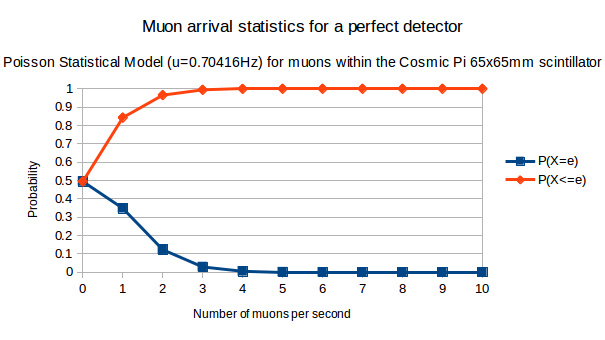 Muon arrival statistics for a perfect detector
Poisson Statistical Model (u=0.70416Hz) for muons within the Cosmic Pi 65x65mm scintillator
Probability
1
0.9
0.8
0.7
0.6
0.5
0.4
0.3
0.2
0.1
0
0 1 2 3 4 5 6 7 8 9 10
Number of muons per second
P(X=e)
P(X<=e)